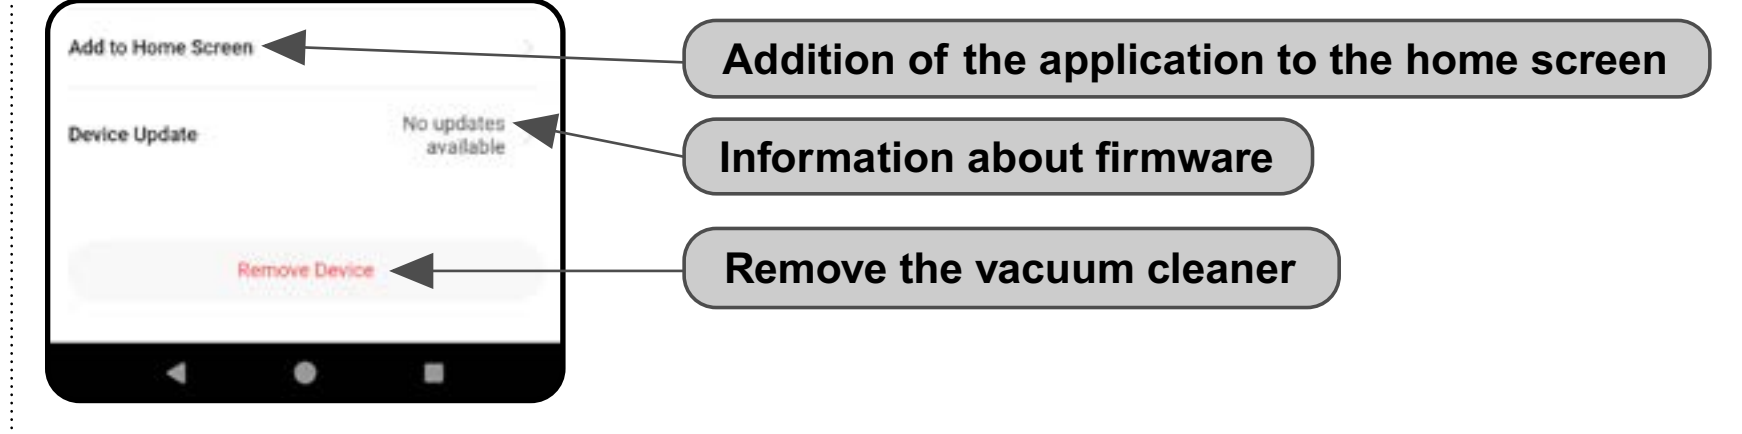 Add to Home Screen
Addition of the application to the home screen
Device Update
No updates
available
Information about firmware
Remove Device
Remove the vacuum cleaner